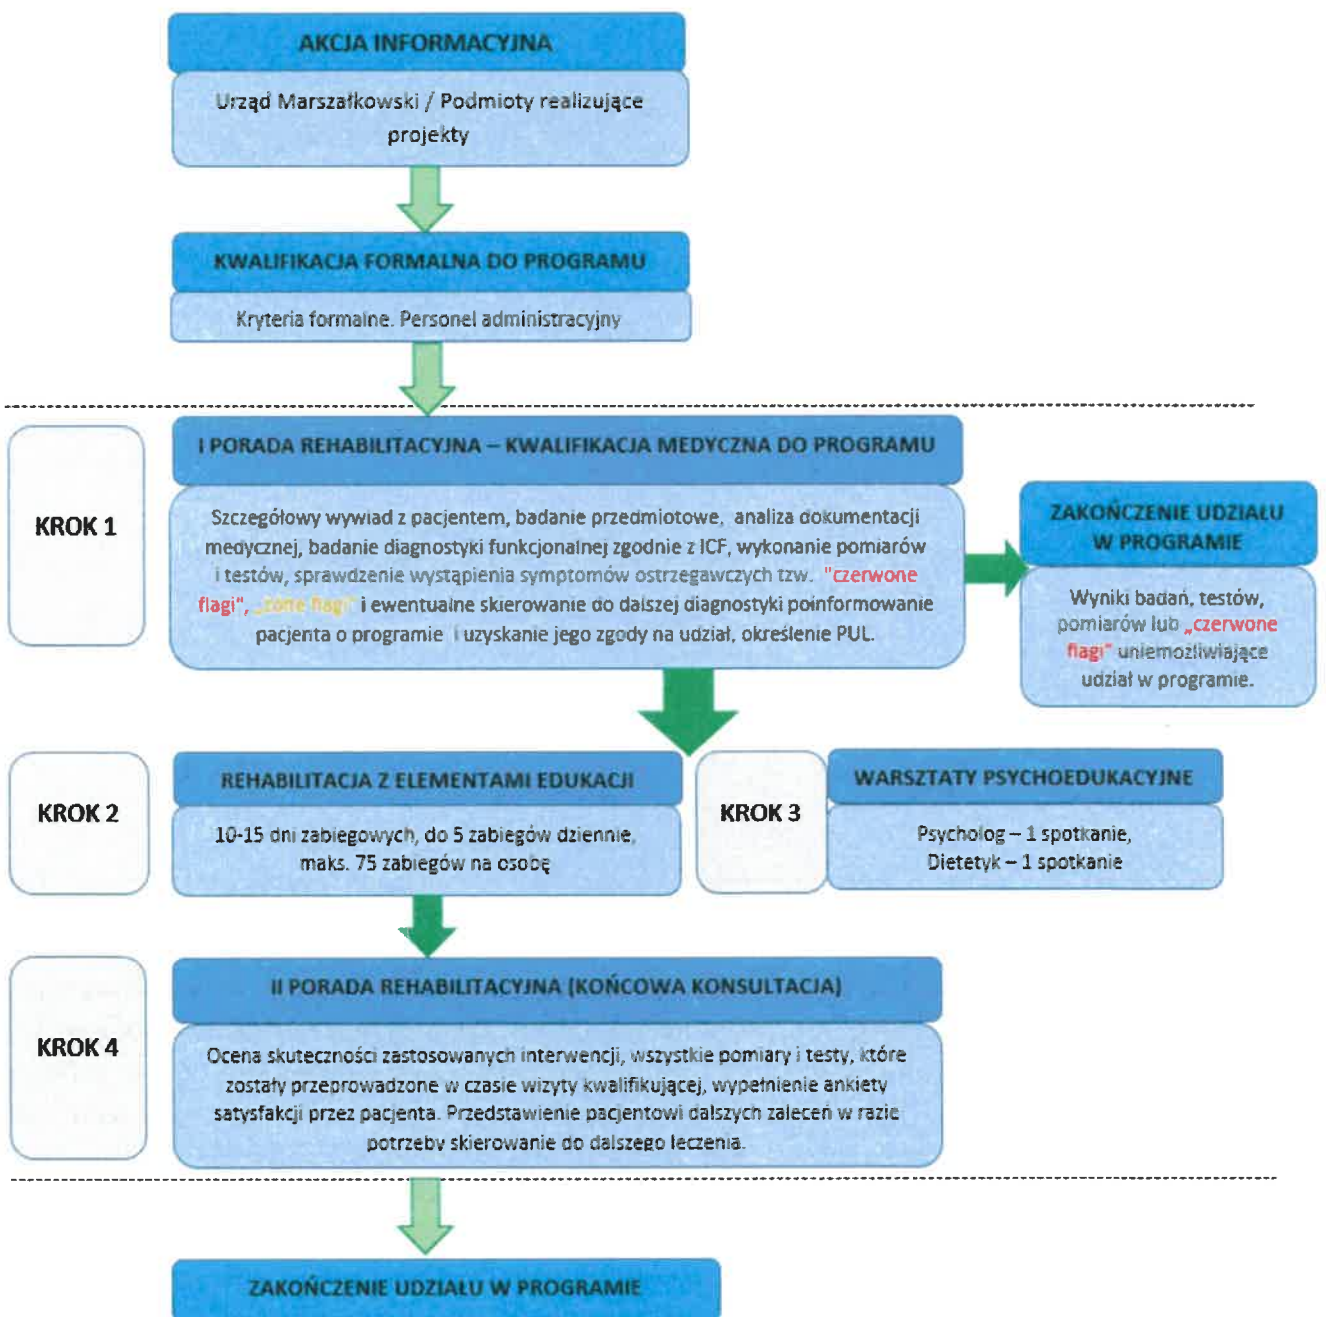 AKCJA INFORMACYJNA
Urząd Marszałkowski / Podmioty realizujące
projekty
KWALIFIKACJA FORMALNA DO PROGRAMU
Kryteria formalne. Personel administracyjny
KROK 1
I PORADA REHABILITACYJNA – KWALIFIKACJA MEDYCZNA DO PROGRAMU
Szczegółowy wywiad z pacjentem, badanie przedmiotowe, analiza dokumentacji
medycznej, badanie diagnostyki funkcjonalnej zgodnie z ICF, wykonanie pomiarów
i testów, sprawdzenie wystąpienia symptomów ostrzegawczych tzw. "czerwone
flagi", „żółte flagi" i ewentualne skierowanie do dalszej diagnostyki poinformowanie
pacjenta o programie i uzyskanie jego zgody na udział, określenie PUL.
ZAKOŃCZENIE UDZIAŁU
W PROGRAMIE
Wyniki badań, testów,
pomiarów lub „czerwone
flagi" uniemożliwiające
udział w programie.
KROK 2
REHABILITACJA Z ELEMENTAMI EDUKACJI
10-15 dni zabiegowych, do 5 zabiegów dziennie,
maks. 75 zabiegów na osobę
KROK 3
WARSZTATY PSYCHOEDUKACYJNE
Psycholog – 1 spotkanie,
Dietetyk – 1 spotkanie
KROK 4
II PORADA REHABILITACYJNA (KOŃCOWA KONSULTACJA)
Ocena skuteczności zastosowanych interwencji, wszystkie pomiary i testy, które
zostały przeprowadzone w czasie wizyty kwalifikującej, wypełnienie ankiety
satysfakcji przez pacjenta. Przedstawienie pacjentowi dalszych zaleceń w razie
potrzeby skierowanie do dalszego leczenia.
ZAKOŃCZENIE UDZIAŁU W PROGRAMIE